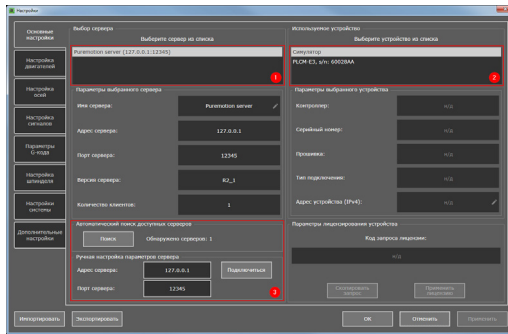 Настройки
Основные
настройки
Настройка
двигателей
Настройка
осей
Настройка
сигналов
Параметры
G-кода
Настройка
шпинделя
Настройки
системы
Дополнительные
настройки
Выбор сервера
Выберите сервер из списка
Puremotion server (127.0.0.1:12345)
1
Параметры выбранного сервера
Имя сервера: Puremotion server
Адрес сервера: 127.0.0.1
Порт сервера: 12345
Версия сервера: R2_1
Количество клиентов: 1
Автоматический поиск доступных серверов
Поиск Обнаружено серверов: 1
Ручная настройка параметров сервера
Адрес сервера: 127.0.0.1 Подключиться
Порт сервера: 12345
3
Используемое устройство
Выберите устройство из списка
Симулятор
PLCM-E3, s/n: 60028AA
2
Параметры выбранного устройства
Контроллер: н/д
Серийный номер: н/д
Прошивка: н/д
Тип подключения: н/д
Адрес устройства (IPv4): н/д
Параметры лицензирования устройства
Код запроса лицензии:
н/д
Скопировать
запрос
Применить
лицензию
Импортировать Экспортировать OK Отменить Применить